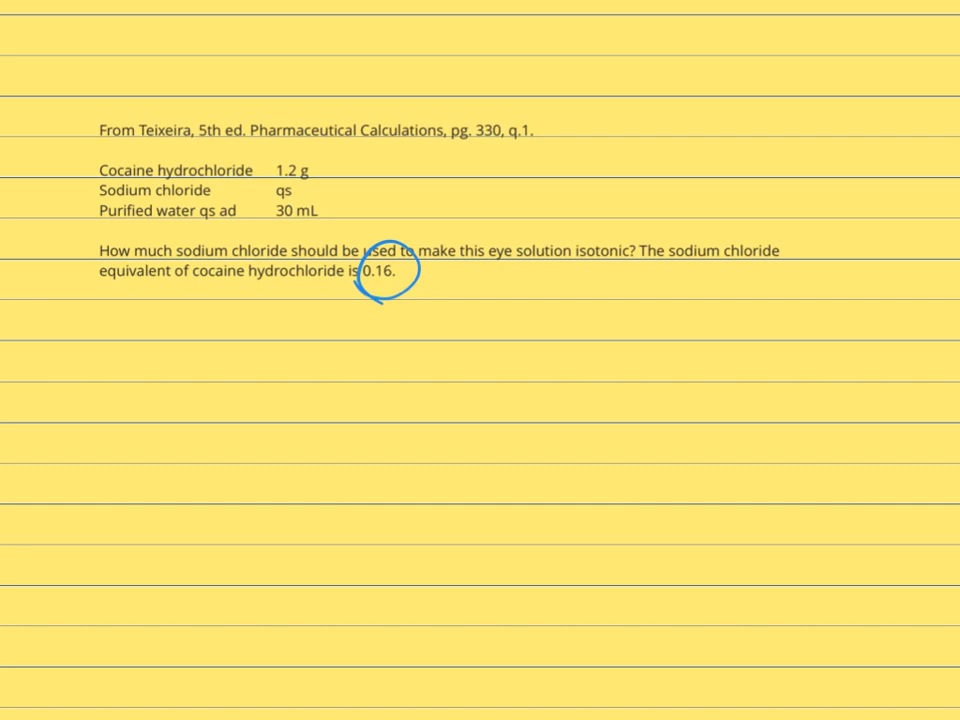 From Teixeira, 5th ed. Pharmaceutical Calculations, pg. 330, q.1.
Cocaine hydrochloride 1.2 g
Sodium chloride qs
Purified water qs ad 30 mL
How much sodium chloride should be used to make this eye solution isotonic? The sodium chloride
equivalent of cocaine hydrochloride is 0.16.